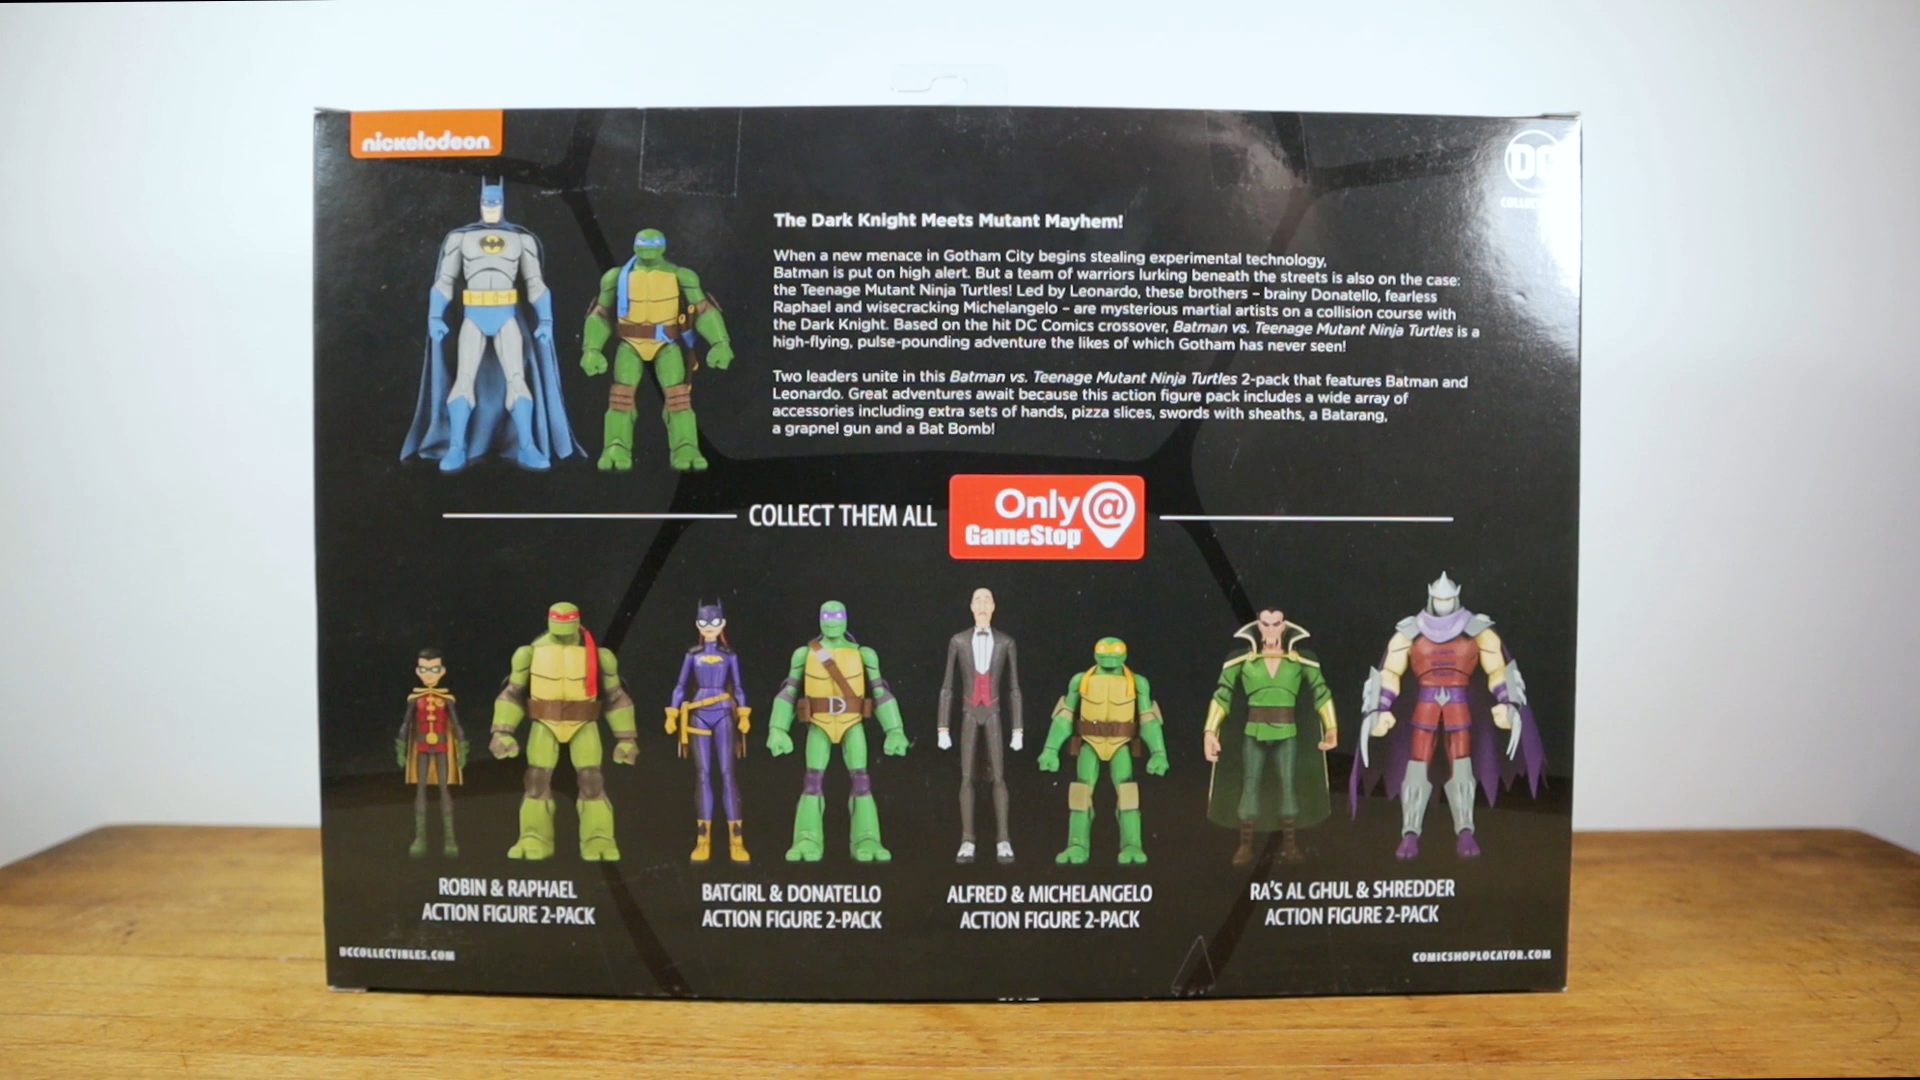 nickelodeon
DC
The Dark Knight Meets Mutant Mayhem!
When a new menace in Gotham City begins stealing experimental technology,
Batman is put on high alert. But a team of warriors lurking beneath the streets is also on the case:
the Teenage Mutant Ninja Turtles! Led by Leonardo, these brothers – brainy Donatello, fearless
Raphael and wisecracking Michelangelo – are mysterious martial artists on a collision course with
the Dark Knight. Based on the hit DC Comics crossover, Batman vs. Teenage Mutant Ninja Turtles is a
high-flying, pulse-pounding adventure the likes of which Gotham has never seen!
Two leaders unite in this Batman vs. Teenage Mutant Ninja Turtles 2-pack that features Batman and
Leonardo. Great adventures await because this action figure pack includes a wide array of
accessories including extra sets of hands, pizza slices, swords with sheaths, a Batarang,
a grapnel gun and a Bat Bomb!
COLLECT THEM ALL
Only@
GameStop
ROBIN & RAPHAEL
ACTION FIGURE 2-PACK
BATGIRL & DONATELLO
ACTION FIGURE 2-PACK
ALFRED & MICHELANGELO
ACTION FIGURE 2-PACK
RA'S AL GHUL & SHREDDER
ACTION FIGURE 2-PACK
DCCOLLECTIBLES.COM
COMICSHOPLOCATOR.COM